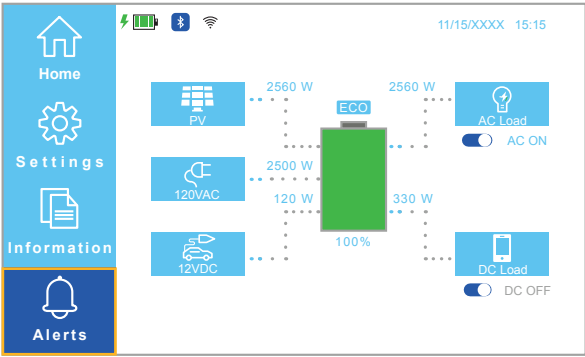 11/15/XXXX 15:15
Home
Settings
Information
Alerts
2560 W
2560 W
ECO
PV
AC Load
AC ON
2500 W
120VAC
120 W
330 W
100%
12VDC
DC Load
DC OFF